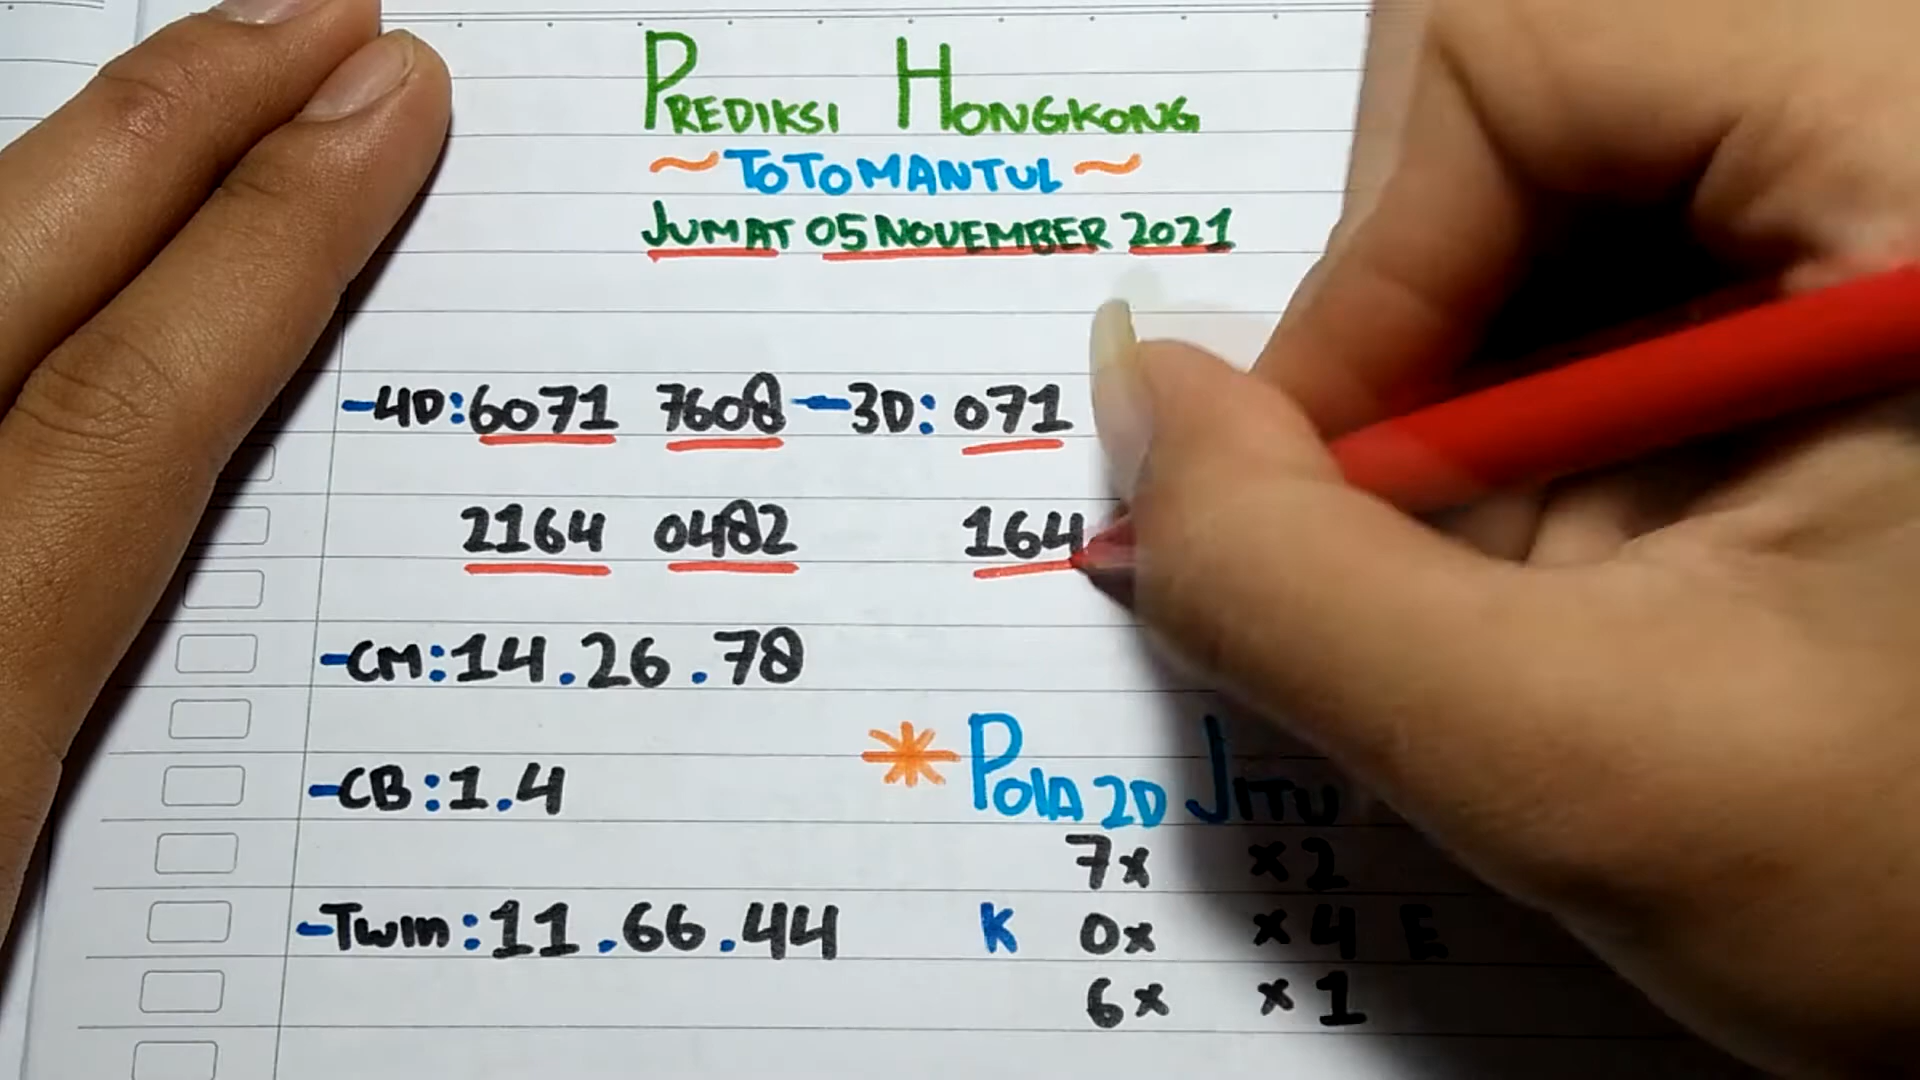 PREDIKSI HONGKONG
~ TOTOMANTUL ~
JUMAT 05 NOVEMBER 2021
-4D: 6071 7608 -3D: 071
2164 0482 164
-CM: 14.26.78
-CB: 1.4
* POLA 2D JITU
7x x2
-Twin: 11.66.44
K 0x x4 E
6x x1